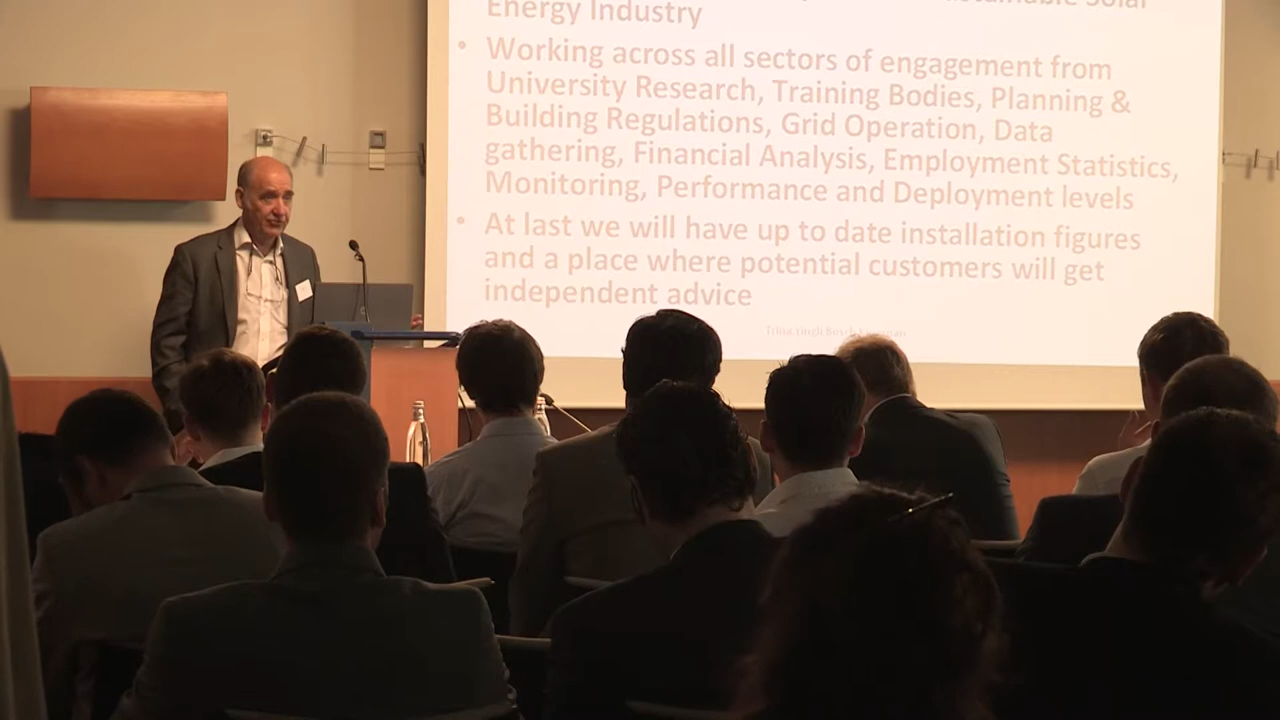 Solar
Energy Industry
• Working across all sectors of engagement from
University Research, Training Bodies, Planning &
Building Regulations, Grid Operation, Data
gathering, Financial Analysis, Employment Statistics,
Monitoring, Performance and Deployment levels
• At last we will have up to date installation figures
and a place where potential customers will get
independent advice